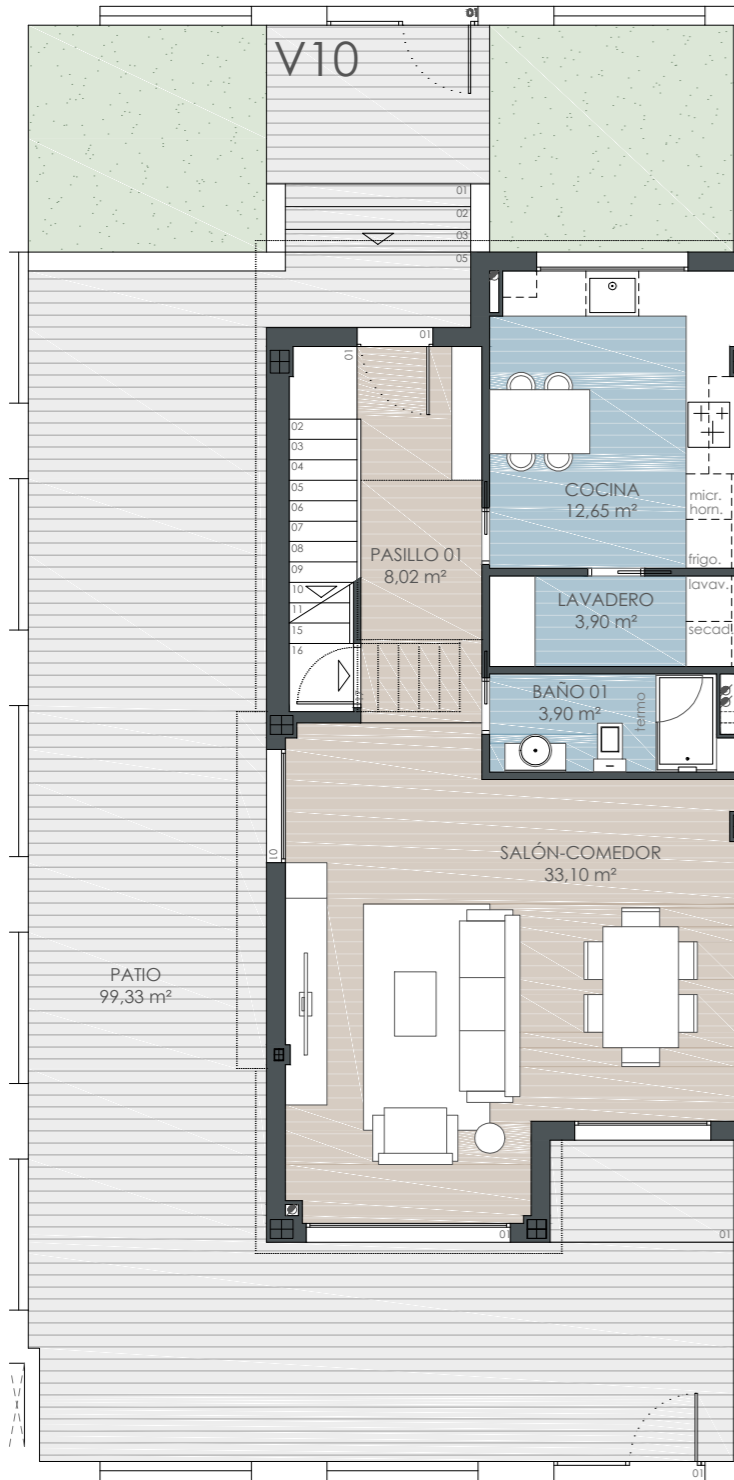 01
V10
01
02
03
05
01
01
02
03
04
05
06
07
08
09
10
11
15
16
COCINA
12,65 m²
micr.
horn.
frigo.
PASILLO 01
8,02 m²
LAVADERO
3,90 m²
lavav.
secad.
BAÑO 01
3,90 m²
termo
01
SALÓN-COMEDOR
33,10 m²
PATIO
99,33 m²
01
01
01